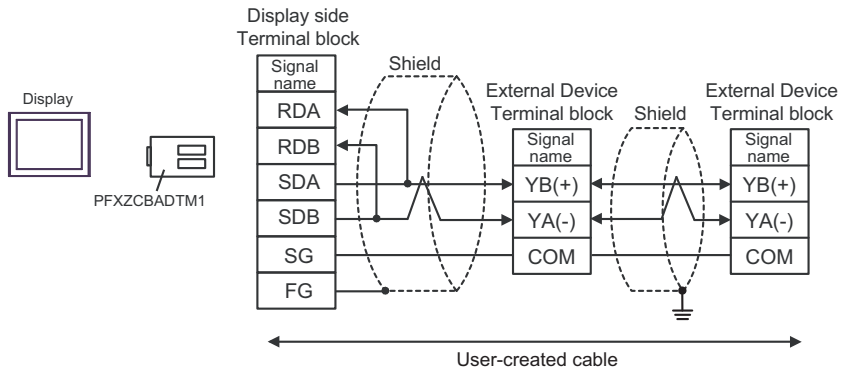 Display
PFXZCBADTM1
Display side
Terminal block
Signal
name
RDA
RDB
SDA
SDB
SG
FG
Shield
External Device
Terminal block
Signal
name
YB(+)
YA(-)
COM
Shield
External Device
Terminal block
Signal
name
YB(+)
YA(-)
COM
User-created cable